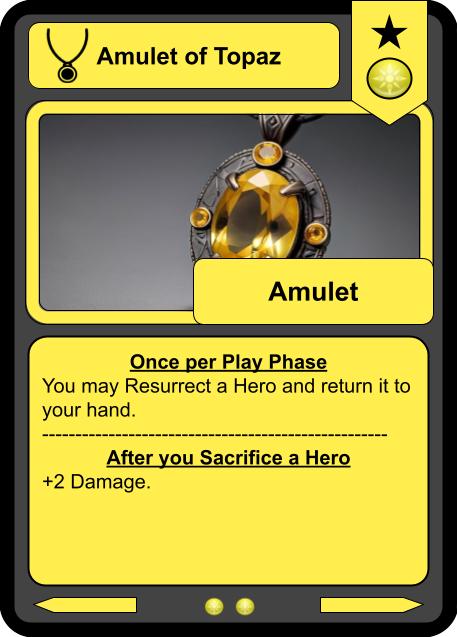 Amulet of Topaz
Amulet
Once per Play Phase
You may Resurrect a Hero and return it to
your hand.
----------------------------------------------------
After you Sacrifice a Hero
+2 Damage.